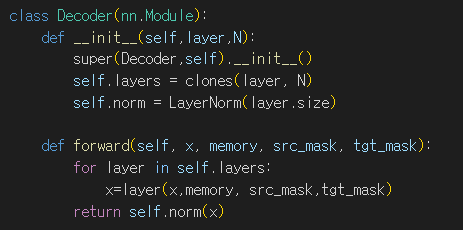 class Decoder(nn.Module):
    def __init__(self,layer,N):
        super(Decoder,self).__init__()
        self.layers = clones(layer, N)
        self.norm = LayerNorm(layer.size)

    def forward(self, x, memory, src_mask, tgt_mask):
        for layer in self.layers:
            x=layer(x,memory, src_mask,tgt_mask)
        return self.norm(x)